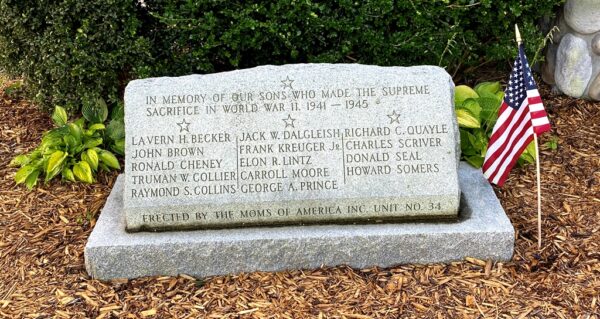 IN MEMORY OF OUR SONS WHO MADE THE SUPREME
SACRIFICE IN WORLD WAR II. 1941 – 1945
LAVERN H. BECKER
JOHN BROWN
RONALD CHENEY
TRUMAN W. COLLIER
RAYMOND S. COLLINS
JACK W. DALGLEISH
FRANK KREUGER Jr.
ELON R. LINTZ
CARROLL MOORE
GEORGE A. PRINCE
RICHARD C. QUAYLE
CHARLES SCRIVER
DONALD SEAL
HOWARD SOMERS
ERECTED BY THE MOMS OF AMERICA INC. UNIT NO. 34